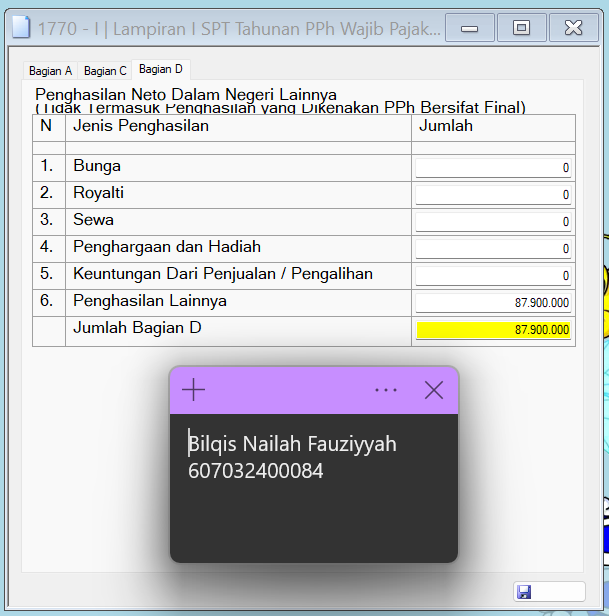 1770 - I | Lampiran I SPT Tahunan PPh Wajib Pajak...
Bagian A Bagian C Bagian D
Penghasilan Neto Dalam Negeri Lainnya
(Tidak Termasuk Penghasilan yang Dikenakan PPh Bersifat Final)
N Jenis Penghasilan Jumlah
1. Bunga 0
2. Royalti 0
3. Sewa 0
4. Penghargaan dan Hadiah 0
5. Keuntungan Dari Penjualan / Pengalihan 0
6. Penghasilan Lainnya 87.900.000
Jumlah Bagian D 87.900.000
Bilqis Nailah Fauziyyah
607032400084